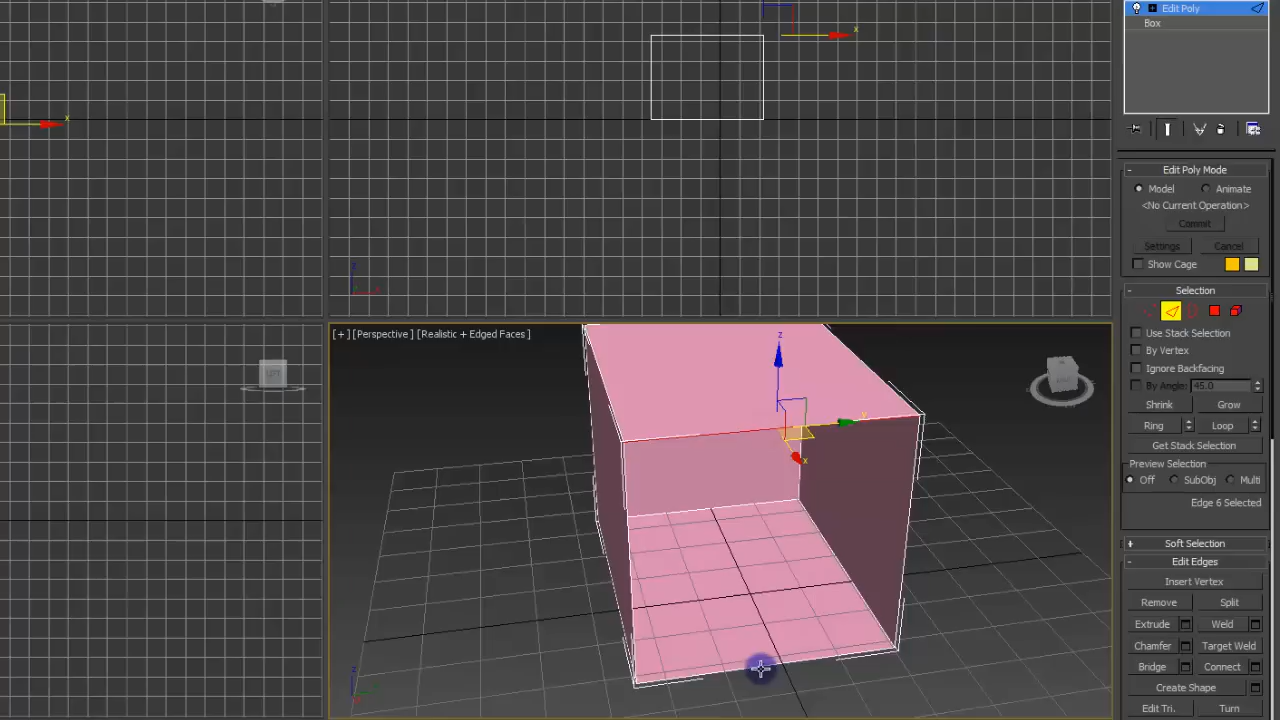 Edit Poly
Box
x
x
Edit Poly Mode
Model Animate
<No Current Operation>
Commit
Settings Cancel
Show Cage
z
Selection
[+] [Perspective] [Realistic + Edged Faces]
z
Use Stack Selection
By Vertex
Ignore Backfacing
By Angle: 45.0
Shrink Grow
y
x
Ring Loop
Get Stack Selection
Preview Selection
Off SubObj Multi
Edge 6 Selected
Soft Selection
Edit Edges
Insert Vertex
Remove Split
Extrude Weld
Chamfer Target Weld
Bridge Connect
z
Create Shape
Edit Tri. Turn